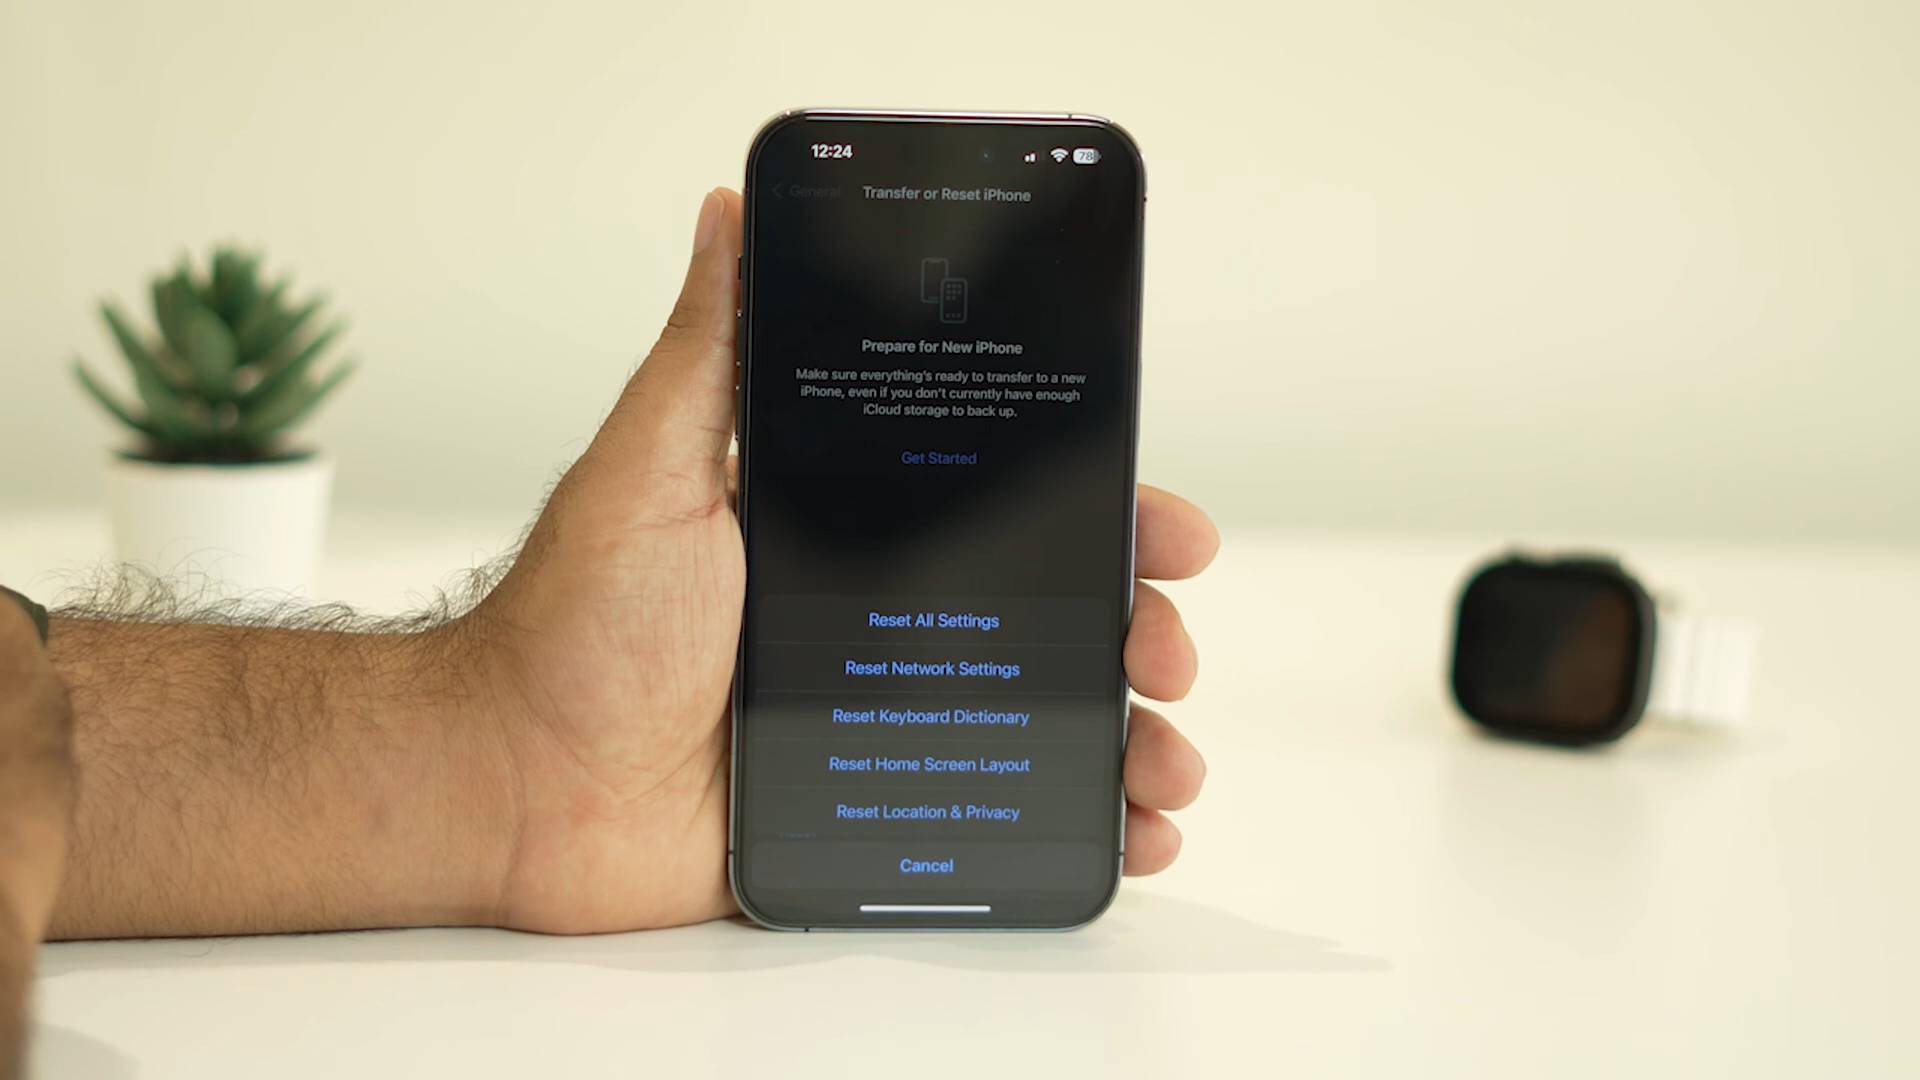 12:24
78
General
Transfer or Reset iPhone
Prepare for New iPhone
Make sure everything's ready to transfer to a new
iPhone, even if you don't currently have enough
iCloud storage to back up.
Get Started
Reset All Settings
Reset Network Settings
Reset Keyboard Dictionary
Reset Home Screen Layout
Reset Location & Privacy
Cancel